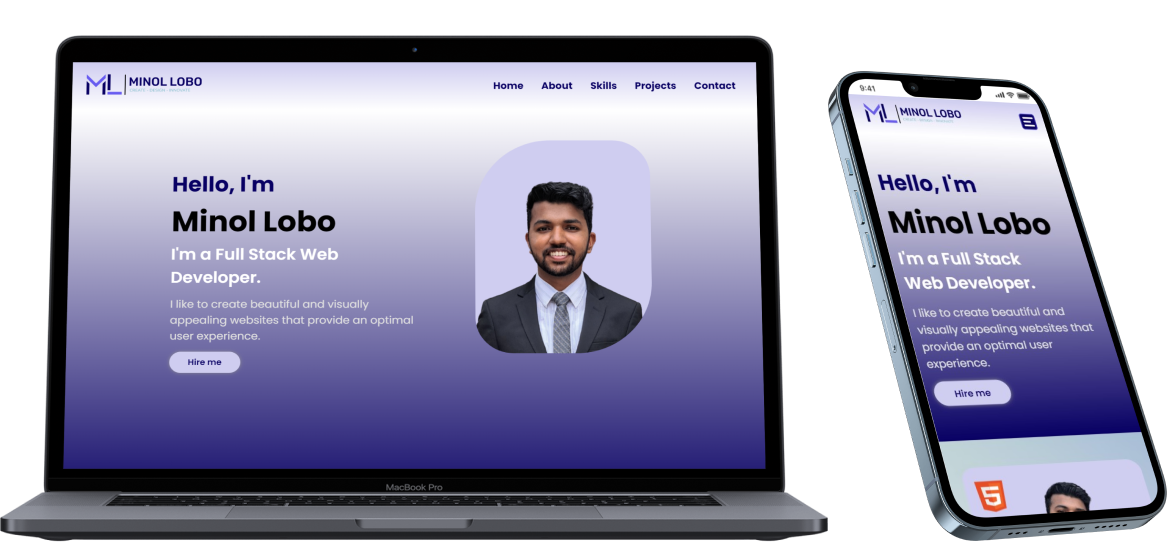 ML
MINOL LOBO
CREATE · DESIGN · INNOVATE
Home About Skills Projects Contact
Hello, I'm
Minol Lobo
I'm a Full Stack Web
Developer.
I like to create beautiful and visually
appealing websites that provide an optimal
user experience.
Hire me
MacBook Pro
9:41
ML
MINOL LOBO
Hello, I'm
Minol Lobo
I'm a Full Stack
Web Developer.
I like to create beautiful and
visually appealing websites that
provide an optimal user
experience.
Hire me
5